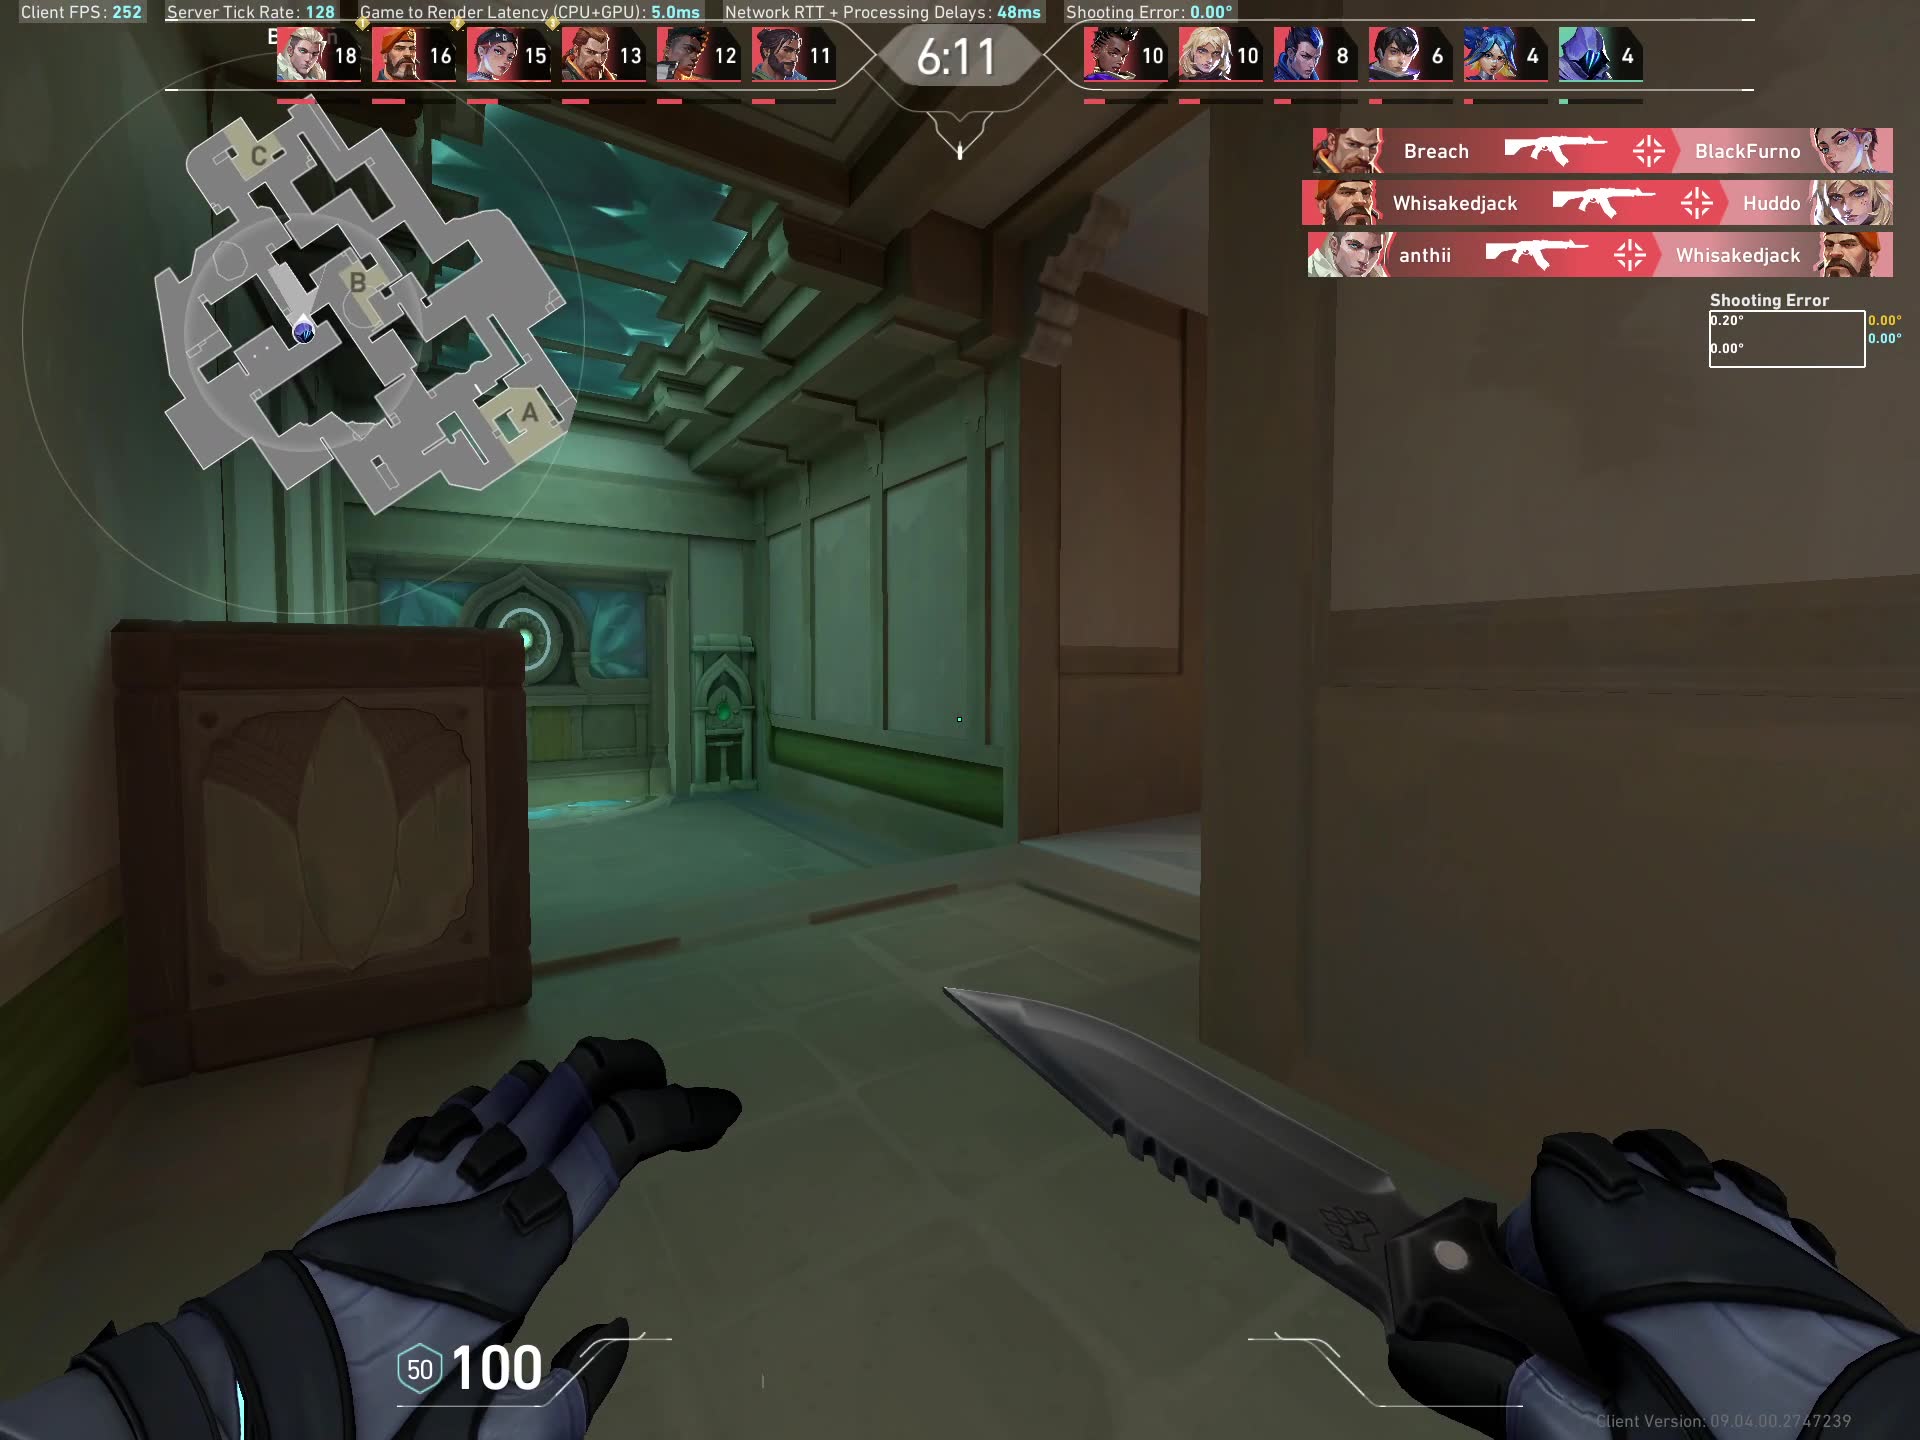 Client FPS: 252 Server Tick Rate: 128 Game to Render Latency (CPU+GPU): 5.0ms Network RTT + Processing Delays: 48ms Shooting Error: 0.00°
18 16 15 13 12 11 6:11 10 10 8 6 4 4
C
B
A
Breach BlackFurno
Whisakedjack Huddo
anthii Whisakedjack
Shooting Error
0.20° 0.00°
0.00°
0.00°
50 100
Client Version: 09.04.00.2747239